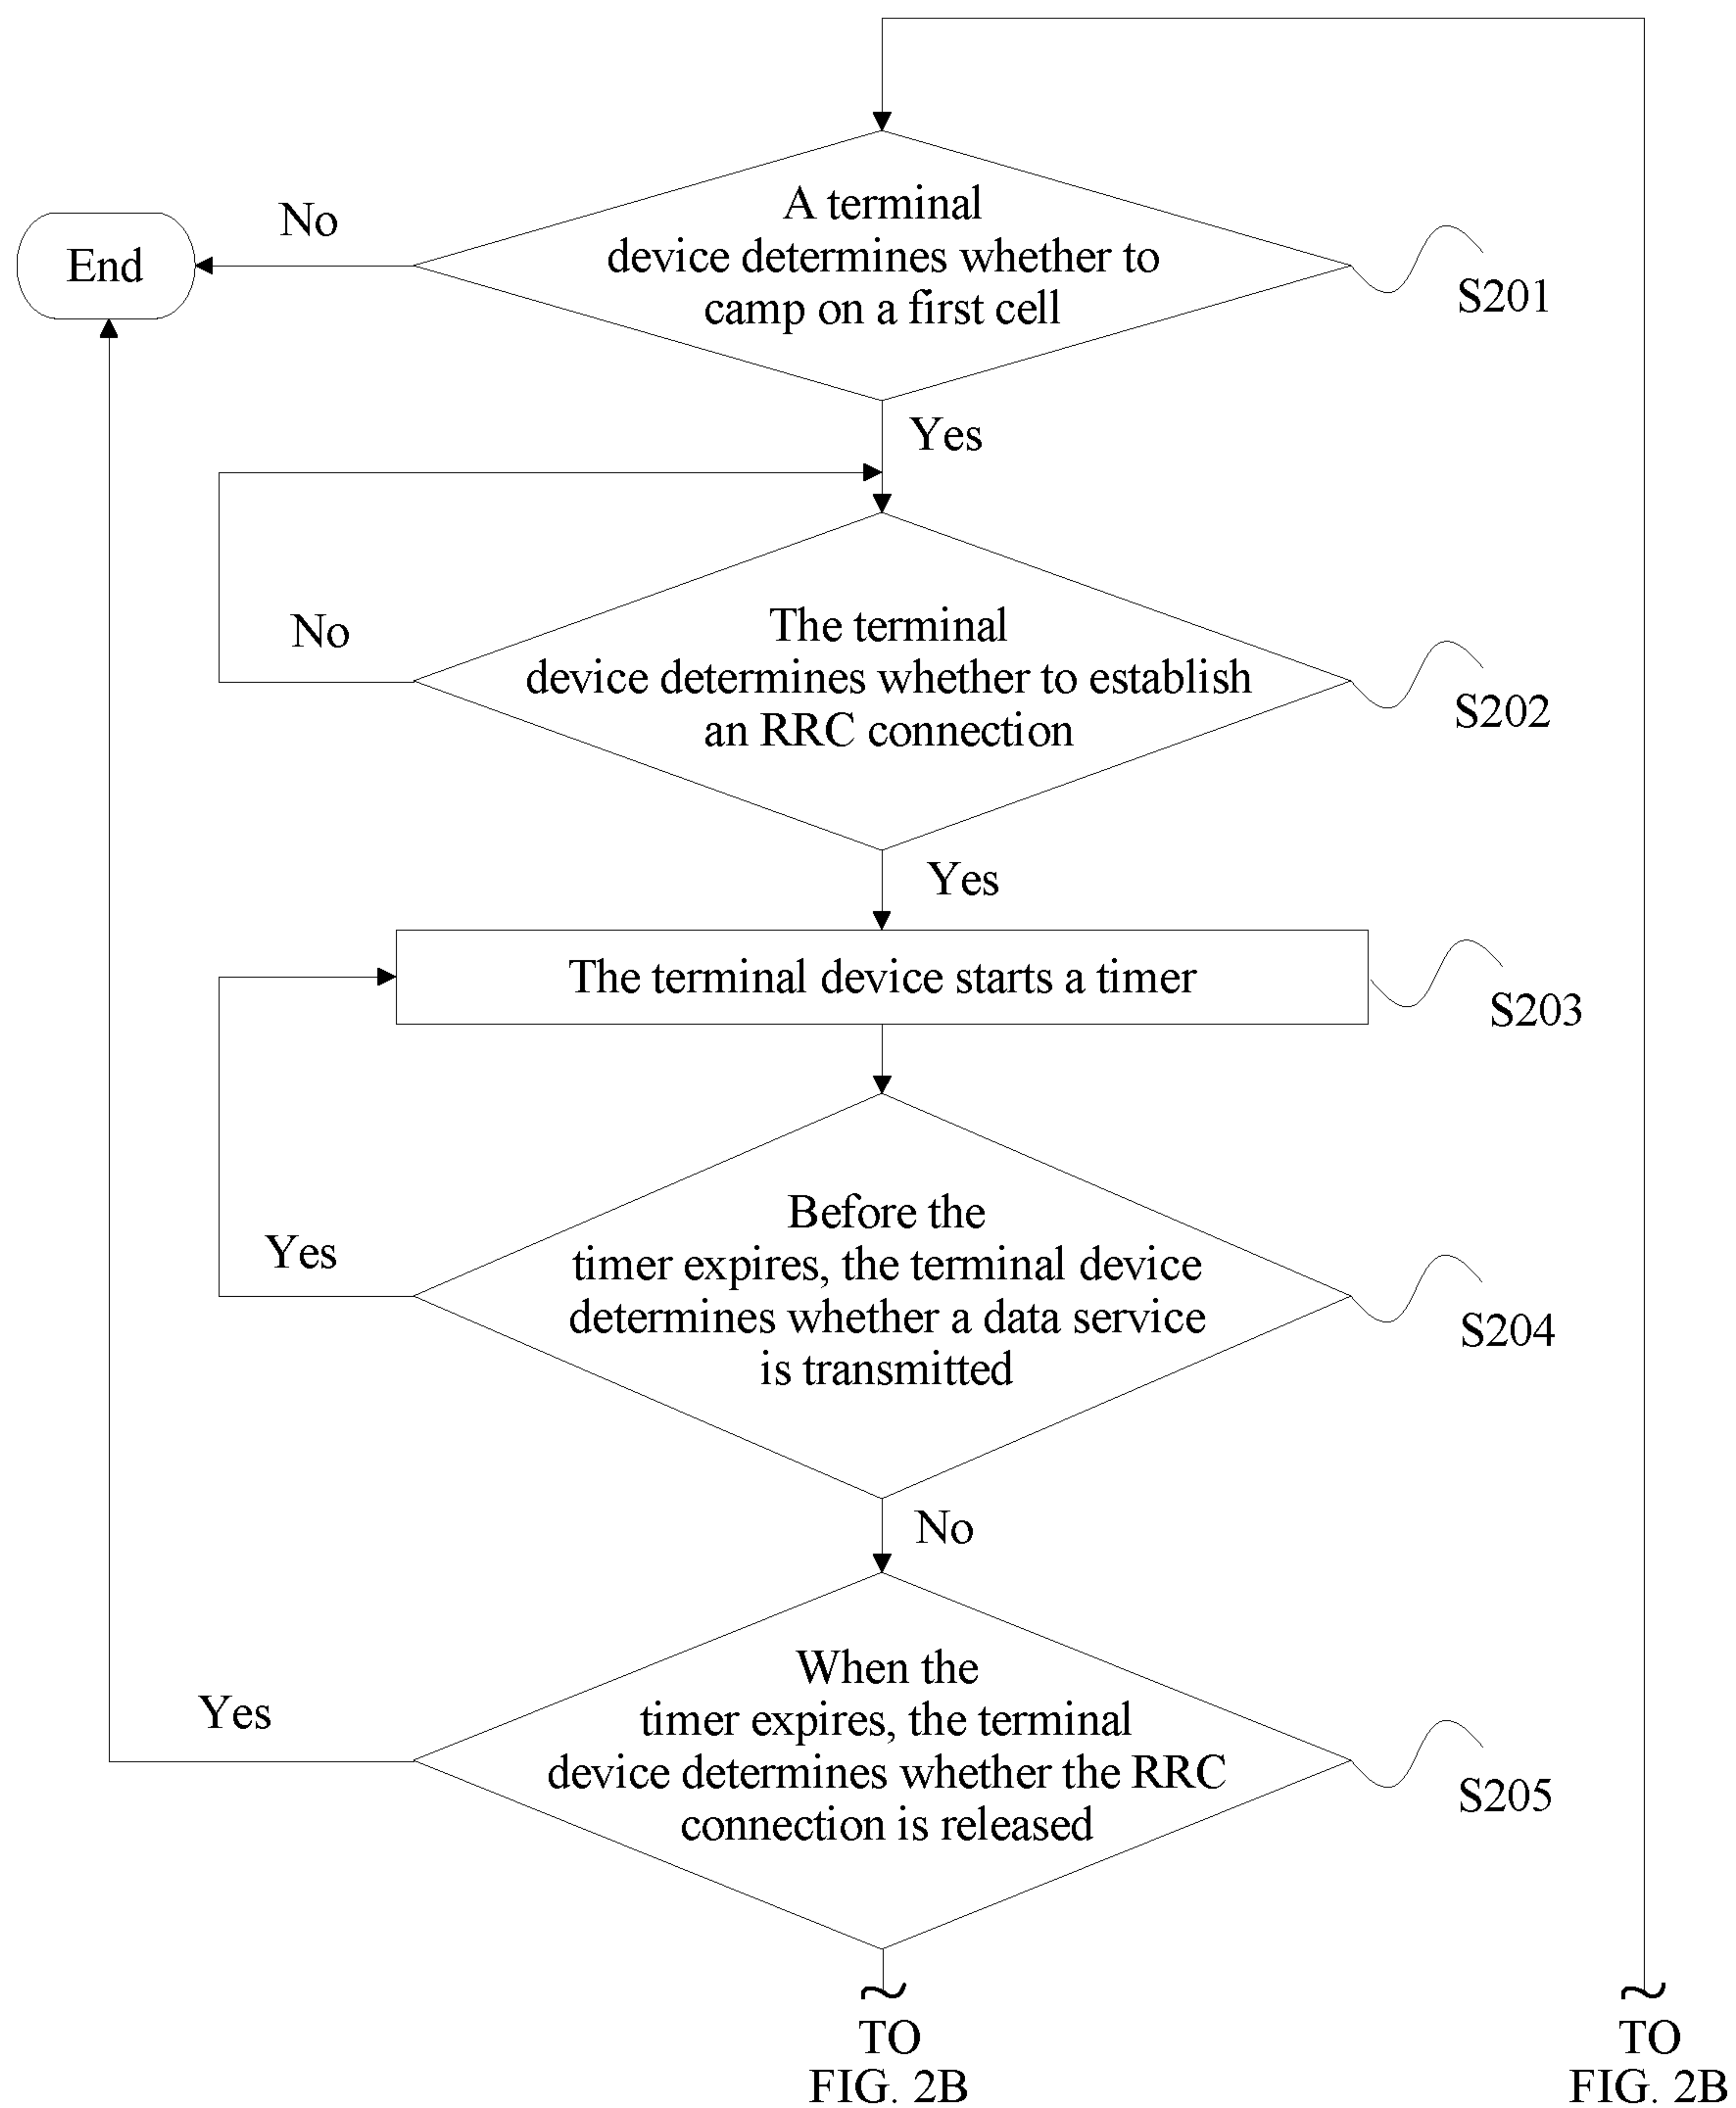 A terminal
device determines whether to
camp on a first cell
No
End
S201
Yes
The terminal
device determines whether to establish
an RRC connection
No
S202
Yes
The terminal device starts a timer
S203
Before the
timer expires, the terminal device
determines whether a data service
is transmitted
Yes
S204
No
When the
timer expires, the terminal
device determines whether the RRC
connection is released
Yes
S205
TO
FIG. 2B
TO
FIG. 2B